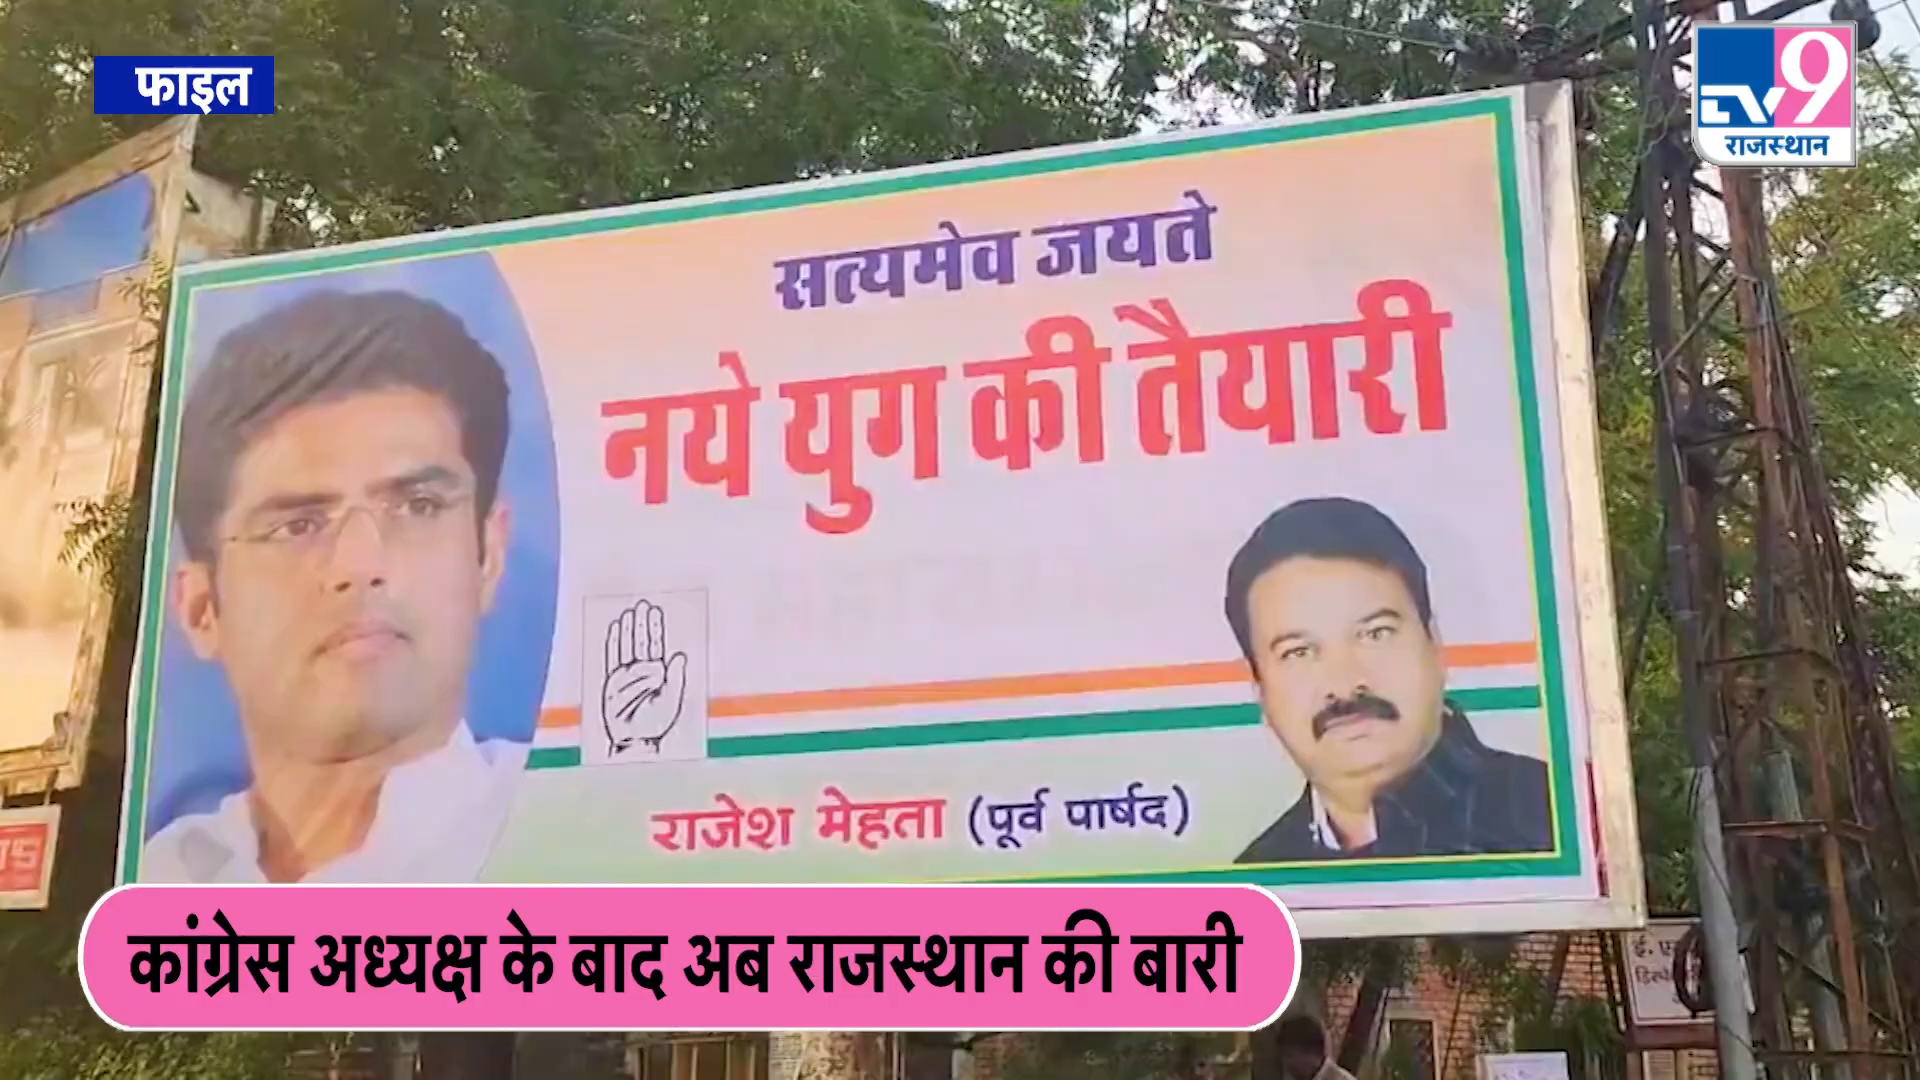 फाइल
TV9
राजस्थान
सत्यमेव जयते
नये युग की तैयारी
राजेश मेहता (पूर्व पार्षद)
कांग्रेस अध्यक्ष के बाद अब राजस्थान की बारी